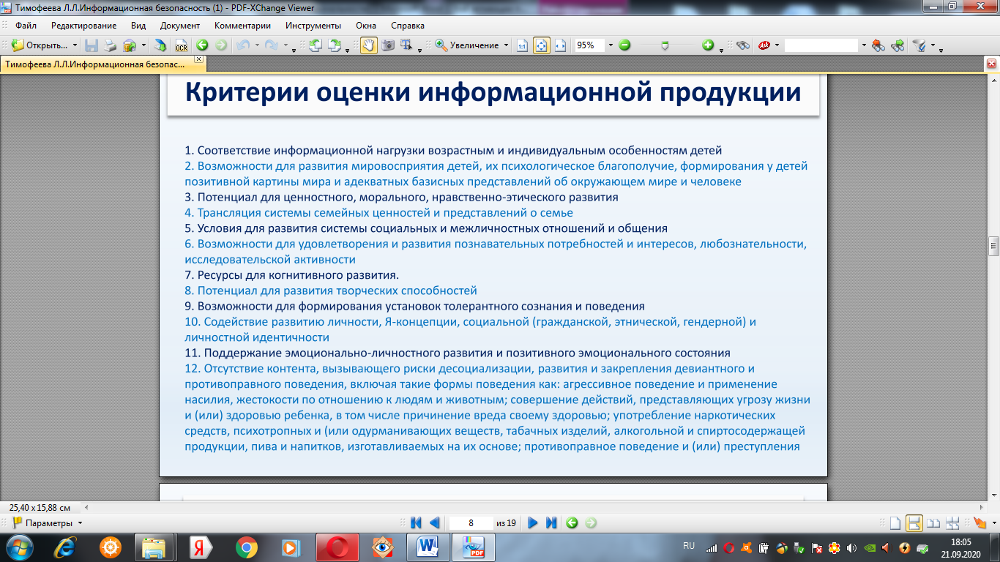 Тимофеева Л.Л.Информационная безопасность (1) - PDF-XChange Viewer
Файл Редактирование Вид Документ Комментарии Инструменты Окна Справка
Открыть... OCR Увеличение 95% Ask
Тимофеева Л.Л.Информационная безопас...
Критерии оценки информационной продукции
1. Соответствие информационной нагрузки возрастным и индивидуальным особенностям детей
2. Возможности для развития мировосприятия детей, их психологическое благополучие, формирования у детей
позитивной картины мира и адекватных базисных представлений об окружающем мире и человеке
3. Потенциал для ценностного, морального, нравственно-этического развития
4. Трансляция системы семейных ценностей и представлений о семье
5. Условия для развития системы социальных и межличностных отношений и общения
6. Возможности для удовлетворения и развития познавательных потребностей и интересов, любознательности,
исследовательской активности
7. Ресурсы для когнитивного развития.
8. Потенциал для развития творческих способностей
9. Возможности для формирования установок толерантного сознания и поведения
10. Содействие развитию личности, Я-концепции, социальной (гражданской, этнической, гендерной) и
личностной идентичности
11. Поддержание эмоционально-личностного развития и позитивного эмоционального состояния
12. Отсутствие контента, вызывающего риски десоциализации, развития и закрепления девиантного и
противоправного поведения, включая такие формы поведения как: агрессивное поведение и применение
насилия, жестокости по отношению к людям и животным; совершение действий, представляющих угрозу жизни
и (или) здоровью ребенка, в том числе причинение вреда своему здоровью; употребление наркотических
средств, психотропных и (или одурманивающих веществ, табачных изделий, алкогольной и спиртосодержащей
продукции, пива и напитков, изготавливаемых на их основе; противоправное поведение и (или) преступления
25,40 x 15,88 см
Параметры 8 из 19
RU 18:05
21.09.2020